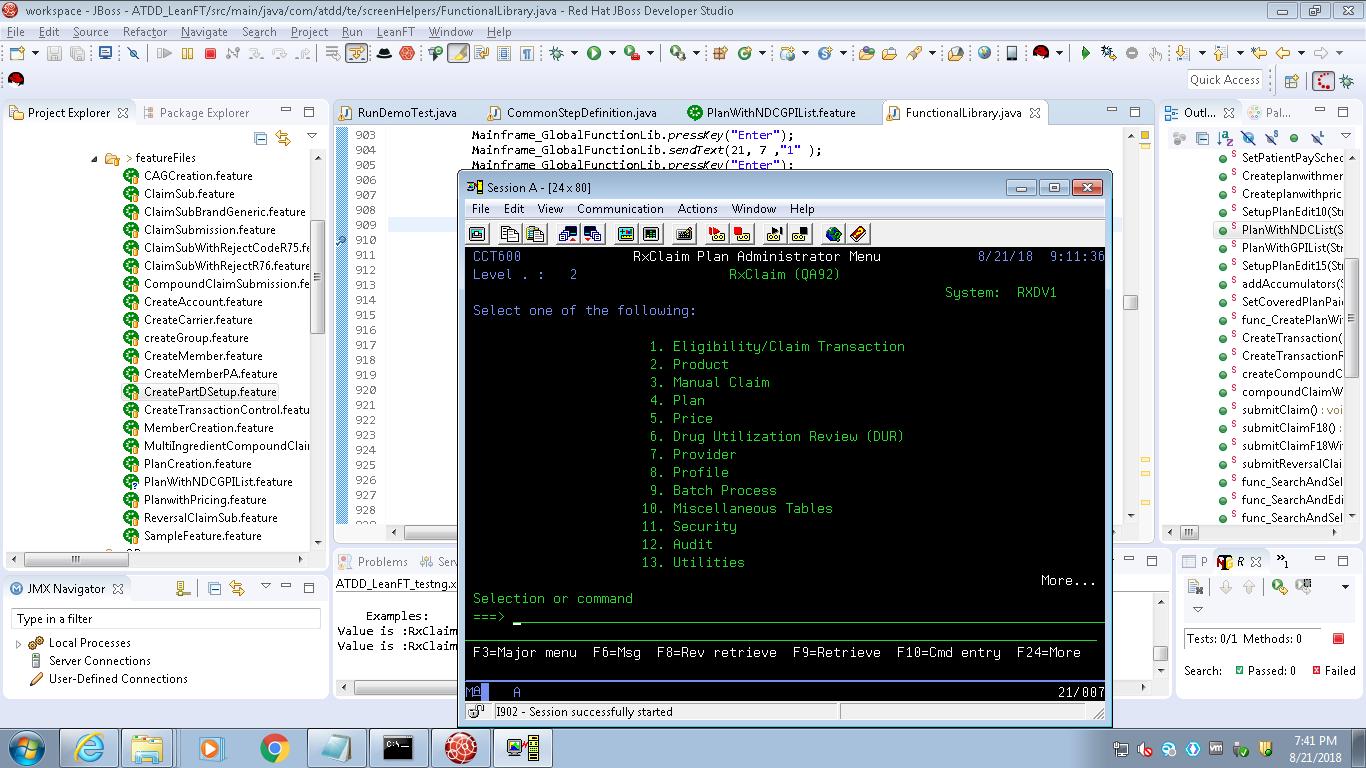 workspace - JBoss - ATDD_LeanFT/src/main/java/com/atdd/te/screenHelpers/FunctionalLibrary.java - Red Hat JBoss Developer Studio
File Edit Source Refactor Navigate Search Project Run LeanFT Window Help
Quick Access
Project Explorer
Package Explorer
RunDemoTest.java
CommonStepDefinition.java
PlanWithNDCGPIList.feature
FunctionalLibrary.java
Outl...
Pal...
> featureFiles
CAGCreation.feature
ClaimSub.feature
ClaimSubBrandGeneric.feature
ClaimSubmission.feature
ClaimSubWithRejectCodeR75.fe
ClaimSubWithRejectR76.feature
CompoundClaimSubmission.fe
CreateAccount.feature
CreateCarrier.feature
createGroup.feature
CreateMember.feature
CreateMemberPA.feature
CreatePartDSetup.feature
CreateTransactionControl.featu
MemberCreation.feature
MultiIngredientCompoundClai
PlanCreation.feature
PlanWithNDCGPIList.feature
PlanwithPricing.feature
ReversalClaimSub.feature
SampleFeature.feature
903 Mainframe_GlobalFunctionLib.pressKey("Enter");
904 Mainframe_GlobalFunctionLib.sendText(21, 7 ,"1" );
905 Mainframe_GlobalFunctionLib.pressKey("Enter");
906
907
908
909
910
911
912
913
914
915
916
917
918
919
920
921
922
923
924
925
926
927
928
Session A - [24 x 80]
File Edit View Communication Actions Window Help
CCT600 RxClaim Plan Administrator Menu 8/21/18 9:11:36
Level . : 2 RxClaim (QA92)
System: RXDV1
Select one of the following:
1. Eligibility/Claim Transaction
2. Product
3. Manual Claim
4. Plan
5. Price
6. Drug Utilization Review (DUR)
7. Provider
8. Profile
9. Batch Process
10. Miscellaneous Tables
11. Security
12. Audit
13. Utilities
More...
Selection or command
===>
F3=Major menu F6=Msg F8=Rev retrieve F9=Retrieve F10=Cmd entry F24=More
MA A 21/007
I902 - Session successfully started
SetPatientPaySched
Createplanwithmer
Createplanwithpric
SetupPlanEdit10(Str
PlanWithNDCList(S
PlanWithGPIList(Str
SetupPlanEdit15(Str
addAccumulators(S
SetCoveredPlanPaid
func_CreatePlanWi
CreateTransaction(
CreateTransactionR
createCompoundC
compoundClaimW
submitClaim() : voi
submitClaimF18() :
submitClaimF18Wi
submitReversalClai
func_SearchAndSel
func_SearchAndEdi
func_SearchAndSel
func_SearchAndSel
JMX Navigator
Type in a filter
Local Processes
Server Connections
User-Defined Connections
Problems
Serv
ATDD_LeanFT_testng.x
Examples:
Value is :RxClaim
Value is :RxClaim
P
R
»1
Tests: 0/1 Methods: 0
Search: Passed: 0 Failed
7:41 PM
8/21/2018